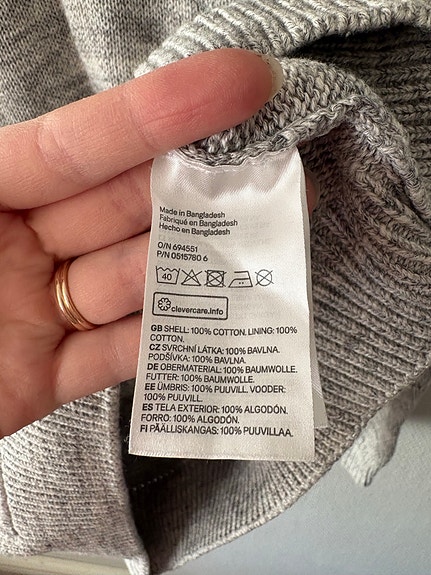 Made in Bangladesh
Fabriqué en Bangladesh
Hecho en Bangladesh
O/N 694551
P/N 0515780 6
40
clevercare.info
GB SHELL: 100% COTTON. LINING: 100%
COTTON.
CZ SVRCHNÍ LÁTKA: 100% BAVLNA.
PODŠÍVKA: 100% BAVLNA.
DE OBERMATERIAL: 100% BAUMWOLLE.
FUTTER: 100% BAUMWOLLE.
EE ÜMBRIS: 100% PUUVILL. VOODER:
100% PUUVILL.
ES TELA EXTERIOR: 100% ALGODÓN.
FORRO: 100% ALGODÓN.
FI PÄÄLLISKANGAS: 100% PUUVILLAA.